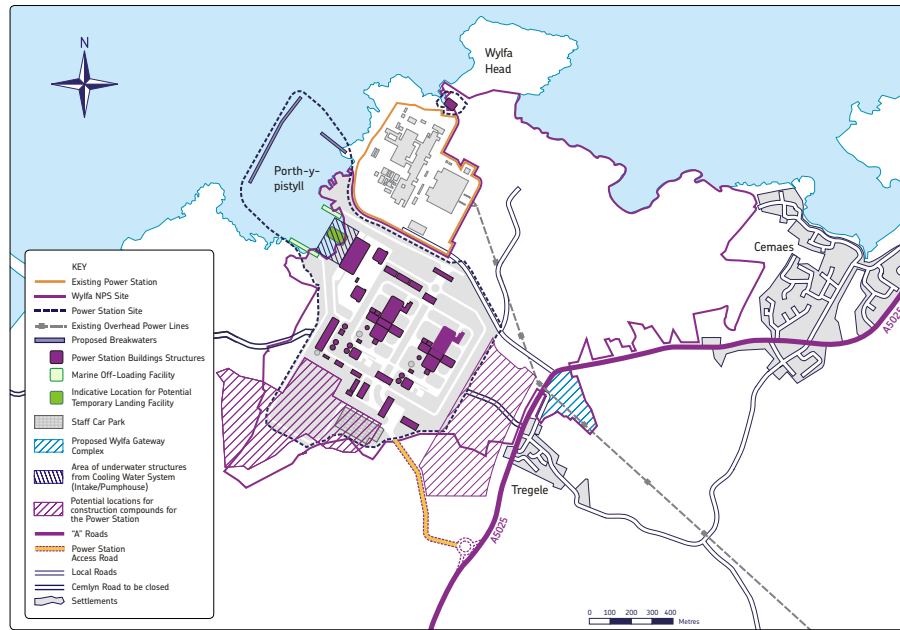 N
Wylfa
Head
Porth-y-
pistyll
Cemaes
A5025
Tregele
A5025
KEY
Existing Power Station
Wylfa NPS Site
Power Station Site
Existing Overhead Power Lines
Proposed Breakwaters
Power Station Buildings Structures
Marine Off-Loading Facility
Indicative Location for Potential
Temporary Landing Facility
Staff Car Park
Proposed Wylfa Gateway
Complex
Area of underwater structures
from Cooling Water System
(Intake/Pumphouse)
Potential locations for
construction compounds for
the Power Station
"A" Roads
Power Station
Access Road
Local Roads
Cemlyn Road to be closed
Settlements
0 100 200 300 400
Metres